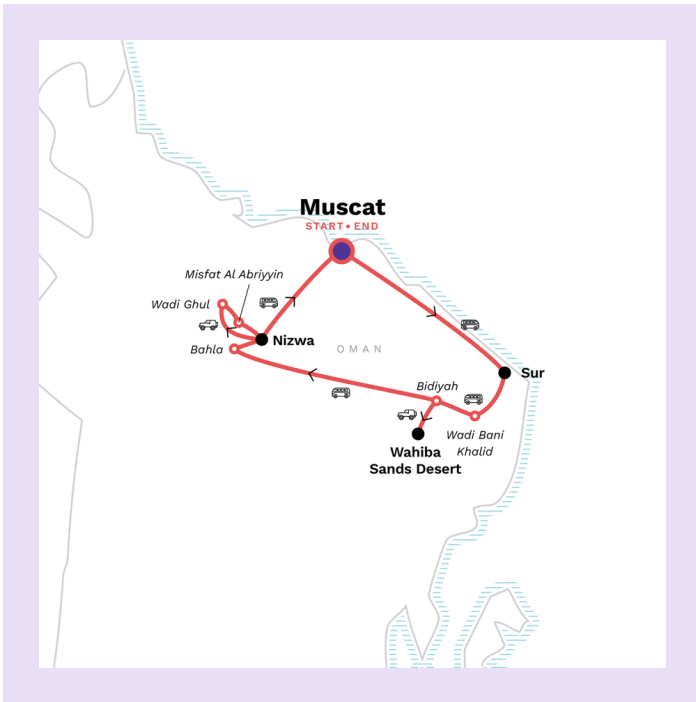 Muscat
START • END
Misfat Al Abriyyin
Wadi Ghul
Nizwa
Bahla
OMAN
Sur
Bidiyah
Wadi Bani
Khalid
Wahiba
Sands Desert